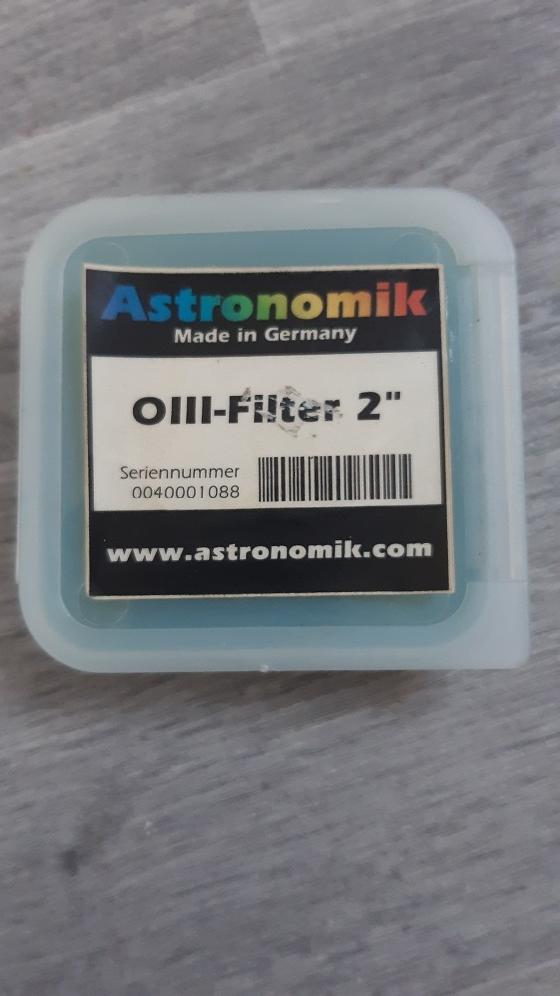 Astronomik
Made in Germany
OIII-Filter 2"
Seriennummer
0040001088
www.astronomik.com